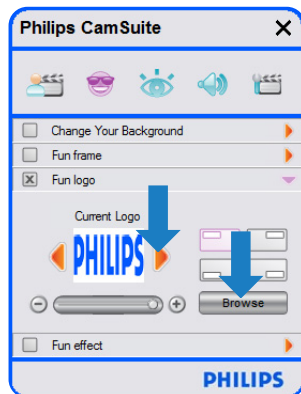 Philips CamSuite
Change Your Background
Fun frame
Fun logo
Current Logo
PHILIPS
Browse
Fun effect
PHILIPS